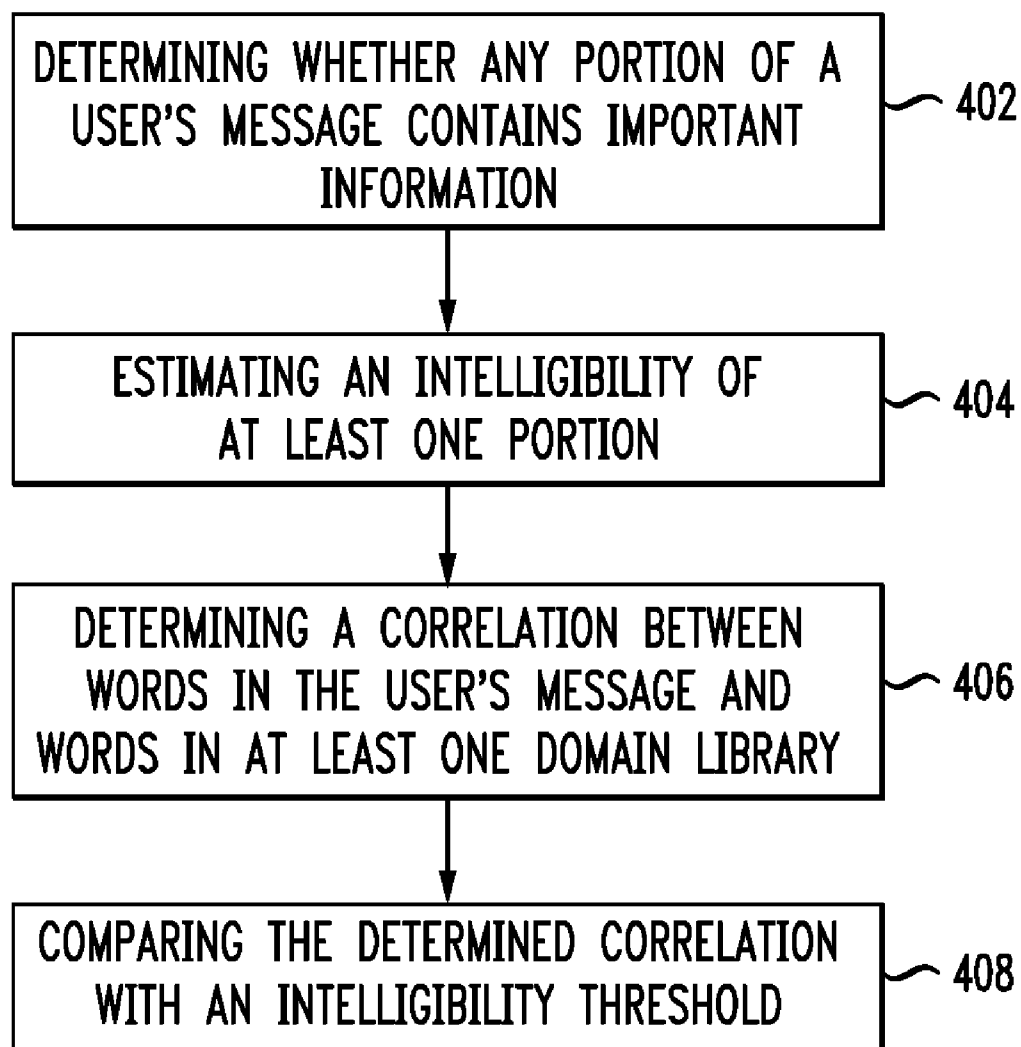 DETERMINING WHETHER ANY PORTION OF A
USER'S MESSAGE CONTAINS IMPORTANT
INFORMATION
402
ESTIMATING AN INTELLIGIBILITY OF
AT LEAST ONE PORTION
404
DETERMINING A CORRELATION BETWEEN
WORDS IN THE USER'S MESSAGE AND
WORDS IN AT LEAST ONE DOMAIN LIBRARY
406
COMPARING THE DETERMINED CORRELATION
WITH AN INTELLIGIBILITY THRESHOLD
408